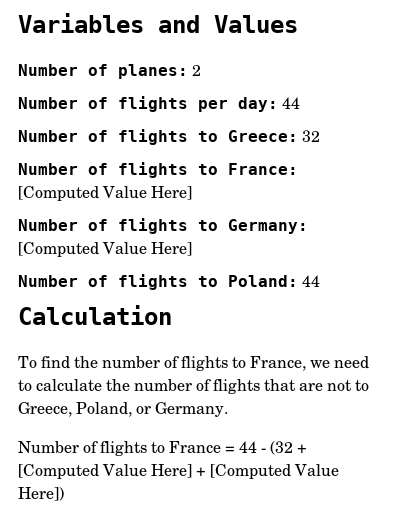 Variables and Values
Number of planes: 2
Number of flights per day: 44
Number of flights to Greece: 32
Number of flights to France:
[Computed Value Here]
Number of flights to Germany:
[Computed Value Here]
Number of flights to Poland: 44
Calculation
To find the number of flights to France, we need
to calculate the number of flights that are not to
Greece, Poland, or Germany.
Number of flights to France = 44 - (32 +
[Computed Value Here] + [Computed Value
Here])